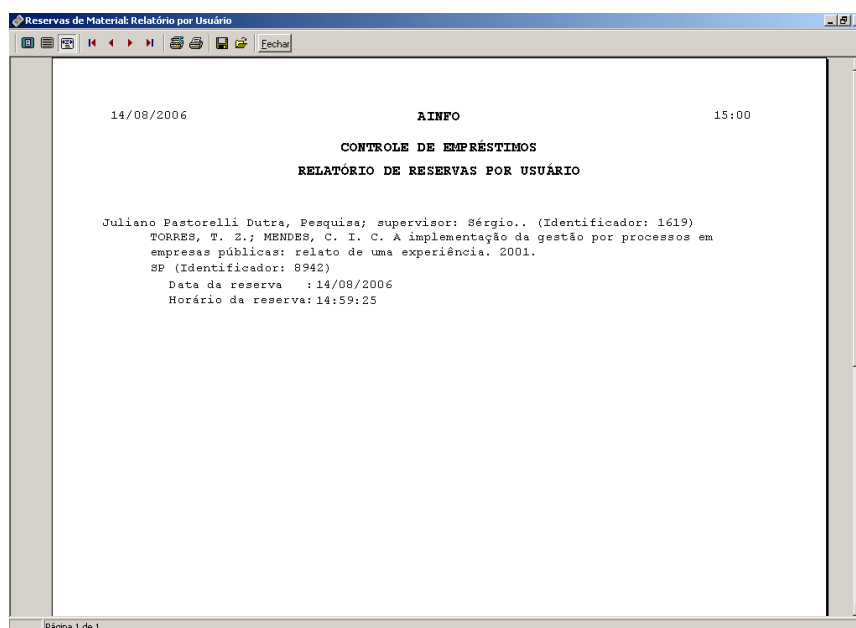 Reservas de Material: Relatório por Usuário
Fechar
14/08/2006 AINFO 15:00
CONTROLE DE EMPRÉSTIMOS
RELATÓRIO DE RESERVAS POR USUÁRIO
Juliano Pastorelli Dutra, Pesquisa; supervisor: Sérgio.. (Identificador: 1619)
TORRES, T. Z.; MENDES, C. I. C. A implementação da gestão por processos em
empresas públicas: relato de uma experiência. 2001.
SP (Identificador: 8942)
Data da reserva : 14/08/2006
Horário da reserva: 14:59:25
Página 1 de 1